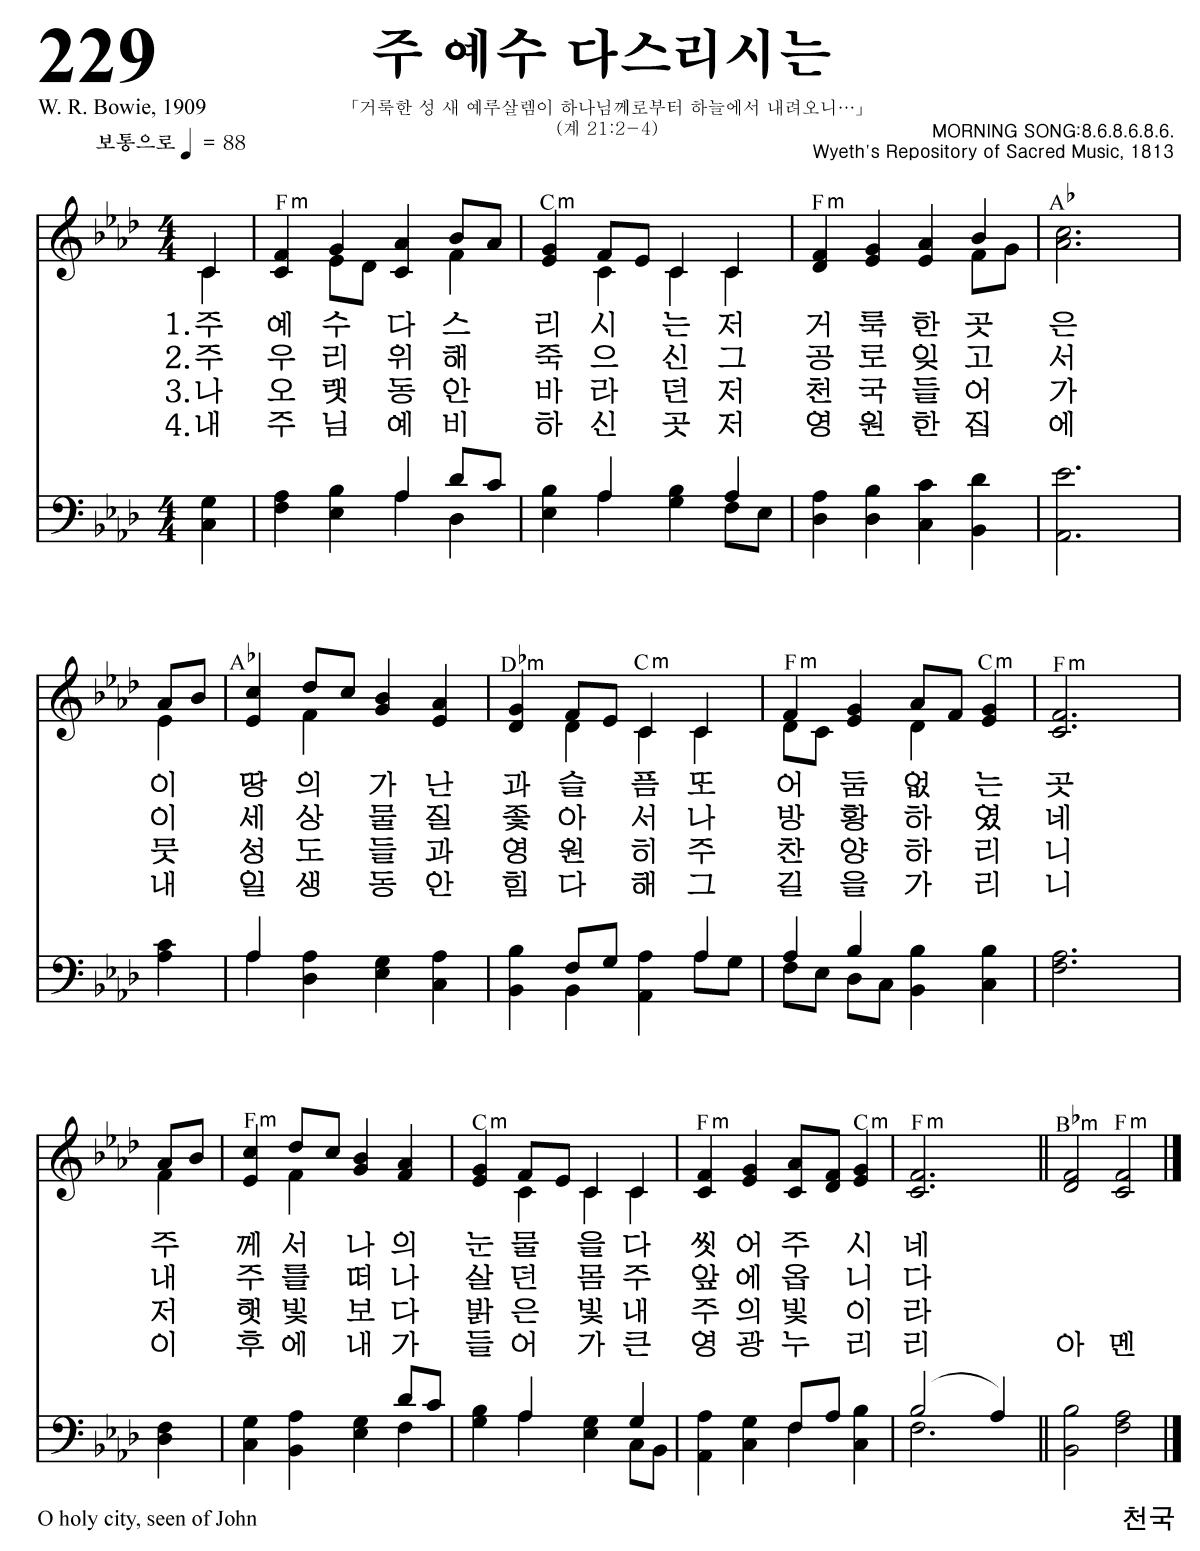 229
주 예수 다스리시는
W. R. Bowie, 1909
「거룩한 성 새 예루살렘이 하나님께로부터 하늘에서 내려오니…」
(계 21:2-4)
보통으로 ♩ = 88
MORNING SONG:8.6.8.6.8.6.
Wyeth's Repository of Sacred Music, 1813
Fm Cm Fm A♭
4/4
1.주 예 수 다 스 리 시 는 저 거 룩 한 곳 은
2.주 우 리 위 해 죽 으 신 그 공 로 잊 고 서
3.나 오 랫 동 안 바 라 던 저 천 국 들 어 가
4.내 주 님 예 비 하 신 곳 저 영 원 한 집 에
4/4
A♭ D♭m Cm Fm Cm Fm
이 땅 의 가 난 과 슬 픔 또 어 둠 없 는 곳
이 세 상 물 질 좇 아 서 나 방 황 하 였 네
뭇 성 도 들 과 영 원 히 주 찬 양 하 리 니
내 일 생 동 안 힘 다 해 그 길 을 가 리 니
Fm Cm Fm Cm Fm B♭m Fm
주 께 서 나 의 눈 물 을 다 씻 어 주 시 네
내 주 를 떠 나 살 던 몸 주 앞 에 옵 니 다
저 햇 빛 보 다 밝 은 빛 내 주 의 빛 이 라
이 후 에 내 가 들 어 가 큰 영 광 누 리 리 아 멘
O holy city, seen of John
천국